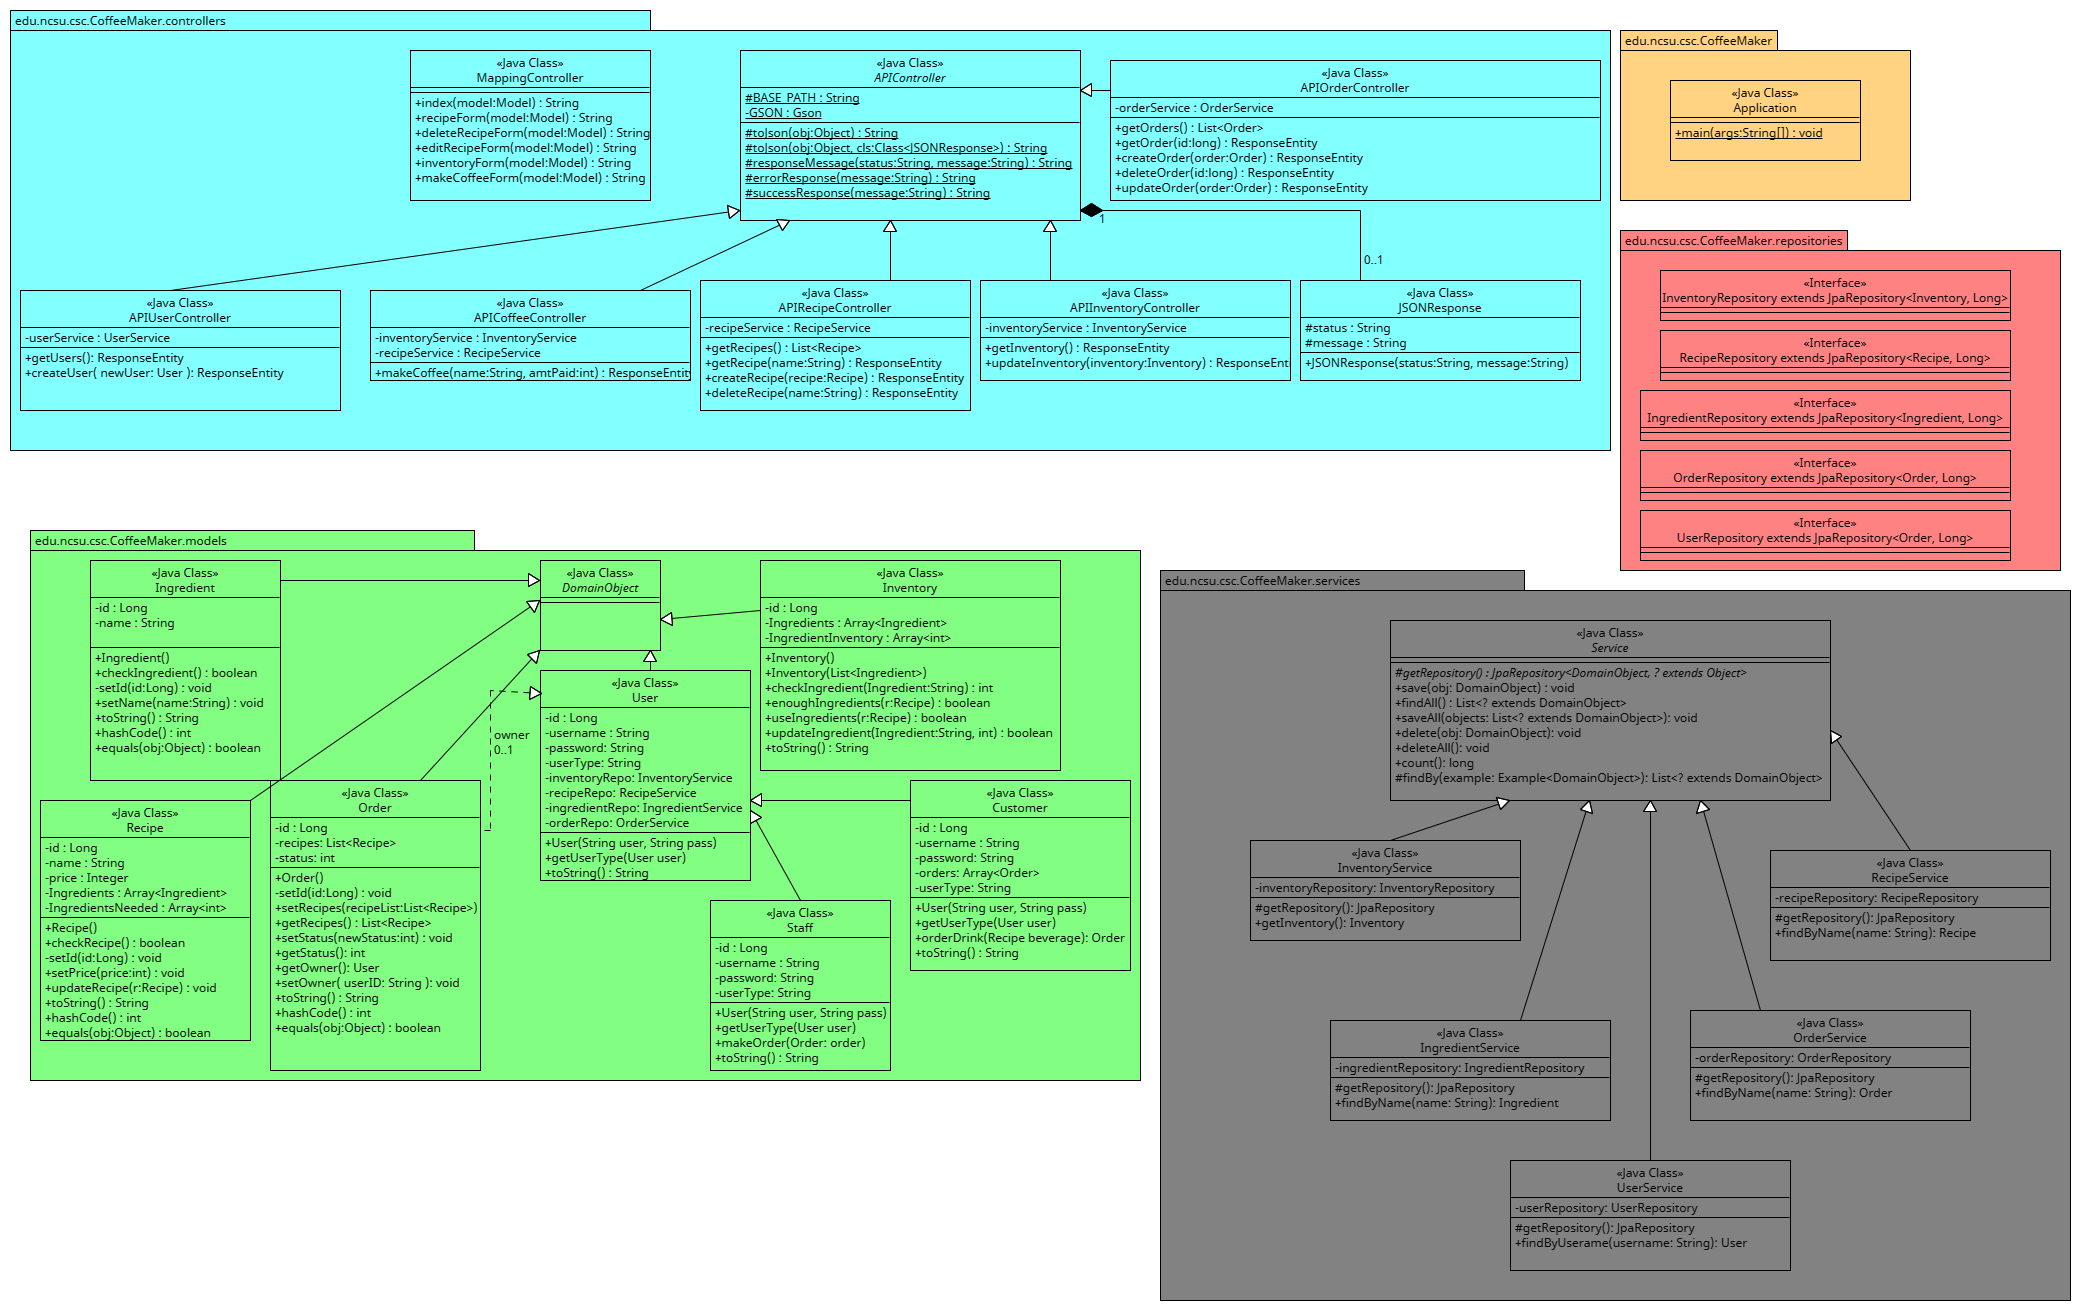 edu.ncsu.csc.CoffeeMaker.controllers
«Java Class»
MappingController
+index(model:Model) : String
+recipeForm(model:Model) : String
+deleteRecipeForm(model:Model) : String
+editRecipeForm(model:Model) : String
+inventoryForm(model:Model) : String
+makeCoffeeForm(model:Model) : String
«Java Class»
APIController
#BASE_PATH : String
-GSON : Gson
#toJson(obj:Object) : String
#toJson(obj:Object, cls:Class<JSONResponse>) : String
#responseMessage(status:String, message:String) : String
#errorResponse(message:String) : String
#successResponse(message:String) : String
«Java Class»
APIOrderController
-orderService : OrderService
+getOrders() : List<Order>
+getOrder(id:long) : ResponseEntity
+createOrder(order:Order) : ResponseEntity
+deleteOrder(id:long) : ResponseEntity
+updateOrder(order:Order) : ResponseEntity
1
0..1
«Java Class»
APIUserController
-userService : UserService
+getUsers(): ResponseEntity
+createUser( newUser: User ): ResponseEntity
«Java Class»
APICoffeeController
-inventoryService : InventoryService
-recipeService : RecipeService
+makeCoffee(name:String, amtPaid:int) : ResponseEntity
«Java Class»
APIRecipeController
-recipeService : RecipeService
+getRecipes() : List<Recipe>
+getRecipe(name:String) : ResponseEntity
+createRecipe(recipe:Recipe) : ResponseEntity
+deleteRecipe(name:String) : ResponseEntity
«Java Class»
APIInventoryController
-inventoryService : InventoryService
+getInventory() : ResponseEntity
+updateInventory(inventory:Inventory) : ResponseEnt
«Java Class»
JSONResponse
#status : String
#message : String
+JSONResponse(status:String, message:String)
edu.ncsu.csc.CoffeeMaker
«Java Class»
Application
+main(args:String[]) : void
edu.ncsu.csc.CoffeeMaker.repositories
«Interface»
InventoryRepository extends JpaRepository<Inventory, Long>
«Interface»
RecipeRepository extends JpaRepository<Recipe, Long>
«Interface»
IngredientRepository extends JpaRepository<Ingredient, Long>
«Interface»
OrderRepository extends JpaRepository<Order, Long>
«Interface»
UserRepository extends JpaRepository<Order, Long>
edu.ncsu.csc.CoffeeMaker.models
«Java Class»
Ingredient
-id : Long
-name : String
+Ingredient()
+checkIngredient() : boolean
-setId(id:Long) : void
+setName(name:String) : void
+toString() : String
+hashCode() : int
+equals(obj:Object) : boolean
«Java Class»
DomainObject
«Java Class»
Inventory
-id : Long
-Ingredients : Array<Ingredient>
-IngredientInventory : Array<int>
+Inventory()
+Inventory(List<Ingredient>)
+checkIngredient(Ingredient:String) : int
+enoughIngredients(r:Recipe) : boolean
+useIngredients(r:Recipe) : boolean
+updateIngredient(Ingredient:String, int) : boolean
+toString() : String
«Java Class»
User
-id : Long
-username : String
-password: String
-userType: String
-inventoryRepo: InventoryService
-recipeRepo: RecipeService
-ingredientRepo: IngredientService
-orderRepo: OrderService
+User(String user, String pass)
+getUserType(User user)
+toString() : String
owner
0..1
«Java Class»
Recipe
-id : Long
-name : String
-price : Integer
-Ingredients : Array<Ingredient>
-IngredientsNeeded : Array<int>
+Recipe()
+checkRecipe() : boolean
-setId(id:Long) : void
+setPrice(price:int) : void
+updateRecipe(r:Recipe) : void
+toString() : String
+hashCode() : int
+equals(obj:Object) : boolean
«Java Class»
Order
-id : Long
-recipes: List<Recipe>
-status: int
+Order()
-setId(id:Long) : void
+setRecipes(recipeList:List<Recipe>)
+getRecipes() : List<Recipe>
+setStatus(newStatus:int) : void
+getStatus(): int
+getOwner(): User
+setOwner( userID: String ): void
+toString() : String
+hashCode() : int
+equals(obj:Object) : boolean
«Java Class»
Staff
-id : Long
-username : String
-password: String
-userType: String
+User(String user, String pass)
+getUserType(User user)
+makeOrder(Order: order)
+toString() : String
«Java Class»
Customer
-id : Long
-username : String
-password: String
-orders: Array<Order>
-userType: String
+User(String user, String pass)
+getUserType(User user)
+orderDrink(Recipe beverage): Order
+toString() : String
edu.ncsu.csc.CoffeeMaker.services
«Java Class»
Service
#getRepository() : JpaRepository<DomainObject, ? extends Object>
+save(obj: DomainObject) : void
+findAll() : List<? extends DomainObject>
+saveAll(objects: List<? extends DomainObject>): void
+delete(obj: DomainObject): void
+deleteAll(): void
+count(): long
#findBy(example: Example<DomainObject>): List<? extends DomainObject>
«Java Class»
InventoryService
-inventoryRepository: InventoryRepository
#getRepository(): JpaRepository
+getInventory(): Inventory
«Java Class»
RecipeService
-recipeRepository: RecipeRepository
#getRepository(): JpaRepository
+findByName(name: String): Recipe
«Java Class»
IngredientService
-ingredientRepository: IngredientRepository
#getRepository(): JpaRepository
+findByName(name: String): Ingredient
«Java Class»
OrderService
-orderRepository: OrderRepository
#getRepository(): JpaRepository
+findByName(name: String): Order
«Java Class»
UserService
-userRepository: UserRepository
#getRepository(): JpaRepository
+findByUserame(username: String): User